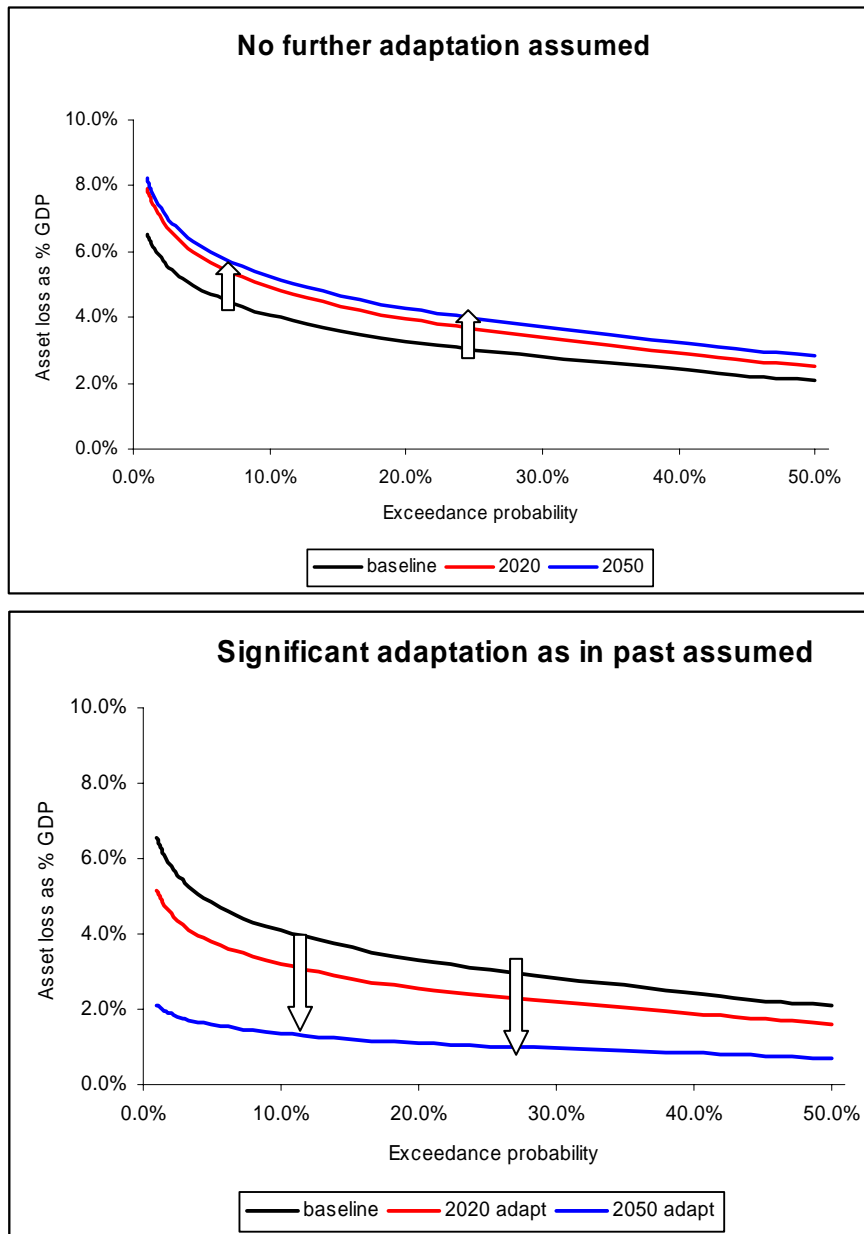 No further adaptation assumed
10.0%
8.0%
6.0%
4.0%
2.0%
0.0%
Asset loss as % GDP
0.0% 10.0% 20.0% 30.0% 40.0% 50.0%
Exceedance probability
baseline 2020 2050
Significant adaptation as in past assumed
10.0%
8.0%
6.0%
4.0%
2.0%
0.0%
Asset loss as % GDP
0.0% 10.0% 20.0% 30.0% 40.0% 50.0%
Exceedance probability
baseline 2020 adapt 2050 adapt